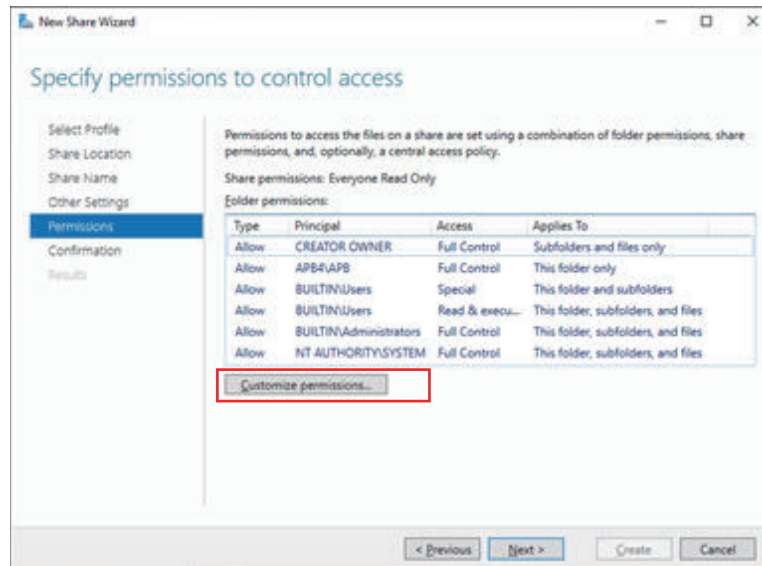 New Share Wizard
Specify permissions to control access
Select Profile
Share Location
Share Name
Other Settings
Permissions
Confirmation
Results
Permissions to access the files on a share are set using a combination of folder permissions, share
permissions, and, optionally, a central access policy.
Share permissions: Everyone Read Only
Folder permissions:
Type Principal Access Applies To
Allow CREATOR OWNER Full Control Subfolders and files only
Allow APB4\APB Full Control This folder only
Allow BUILTIN\Users Special This folder and subfolders
Allow BUILTIN\Users Read & execu... This folder, subfolders, and files
Allow BUILTIN\Administrators Full Control This folder, subfolders, and files
Allow NT AUTHORITY\SYSTEM Full Control This folder, subfolders, and files
Customize permissions...
< Previous Next > Create Cancel